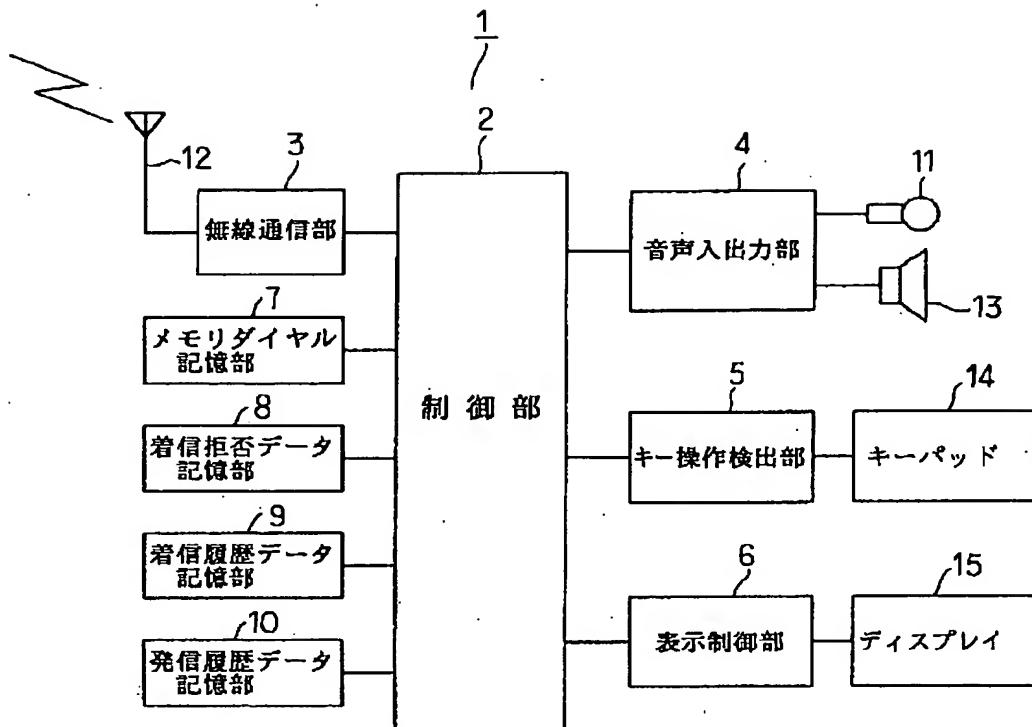 1
2
12
3
無線通信部
4
音声入出力部
11
13
7
メモリダイヤル
記憶部
8
着信拒否データ
記憶部
9
着信履歴データ
記憶部
10
発信履歴データ
記憶部
制御部
5
キー操作検出部
14
キーパッド
6
表示制御部
15
ディスプレイ